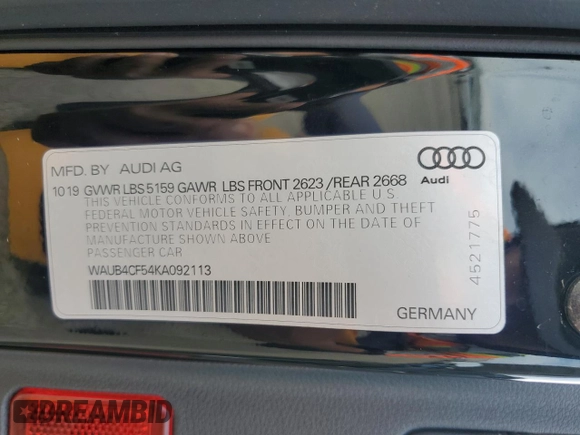 MFD. BY AUDI AG
10 19 GVWR LBS 5159 GAWR LBS FRONT 2623 /REAR 2668
THIS VEHICLE CONFORMS TO ALL APPLICABLE U.S.
FEDERAL MOTOR VEHICLE SAFETY, BUMPER AND THEFT
PREVENTION STANDARDS IN EFFECT ON THE DATE OF
MANUFACTURE SHOWN ABOVE
PASSENGER CAR
WAUB4CF54KA092113
GERMANY
Audi
4521775
DREAMBID